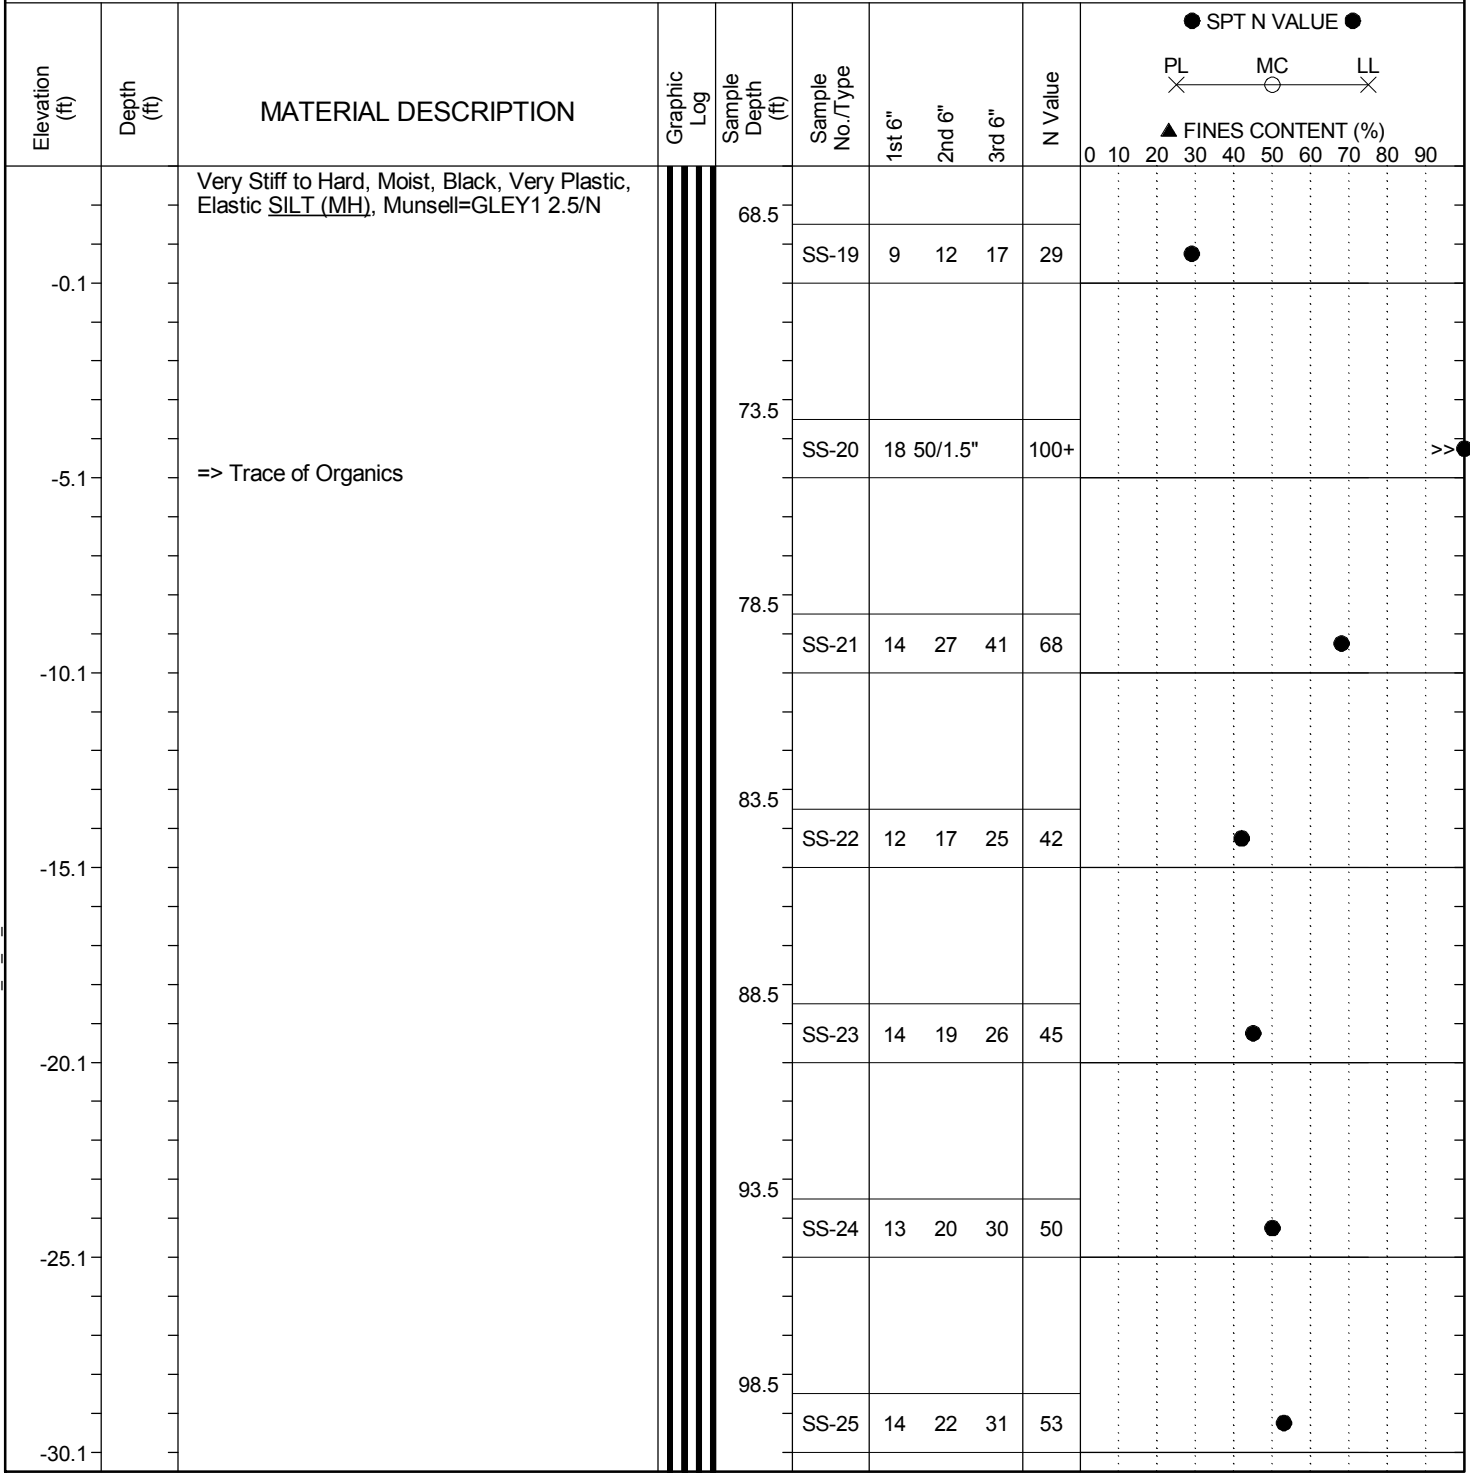 ● SPT N VALUE ●
PL MC LL
▲ FINES CONTENT (%)
Elevation (ft) Depth (ft) MATERIAL DESCRIPTION Graphic Log Sample Depth (ft) Sample No./Type 1st 6" 2nd 6" 3rd 6" N Value
0 10 20 30 40 50 60 70 80 90
Very Stiff to Hard, Moist, Black, Very Plastic,
Elastic SILT (MH), Munsell=GLEY1 2.5/N
68.5
SS-19 9 12 17 29
-0.1
73.5
SS-20 18 50/1.5" 100+ >>
-5.1 => Trace of Organics
78.5
SS-21 14 27 41 68
-10.1
83.5
SS-22 12 17 25 42
-15.1
88.5
SS-23 14 19 26 45
-20.1
93.5
SS-24 13 20 30 50
-25.1
98.5
SS-25 14 22 31 53
-30.1